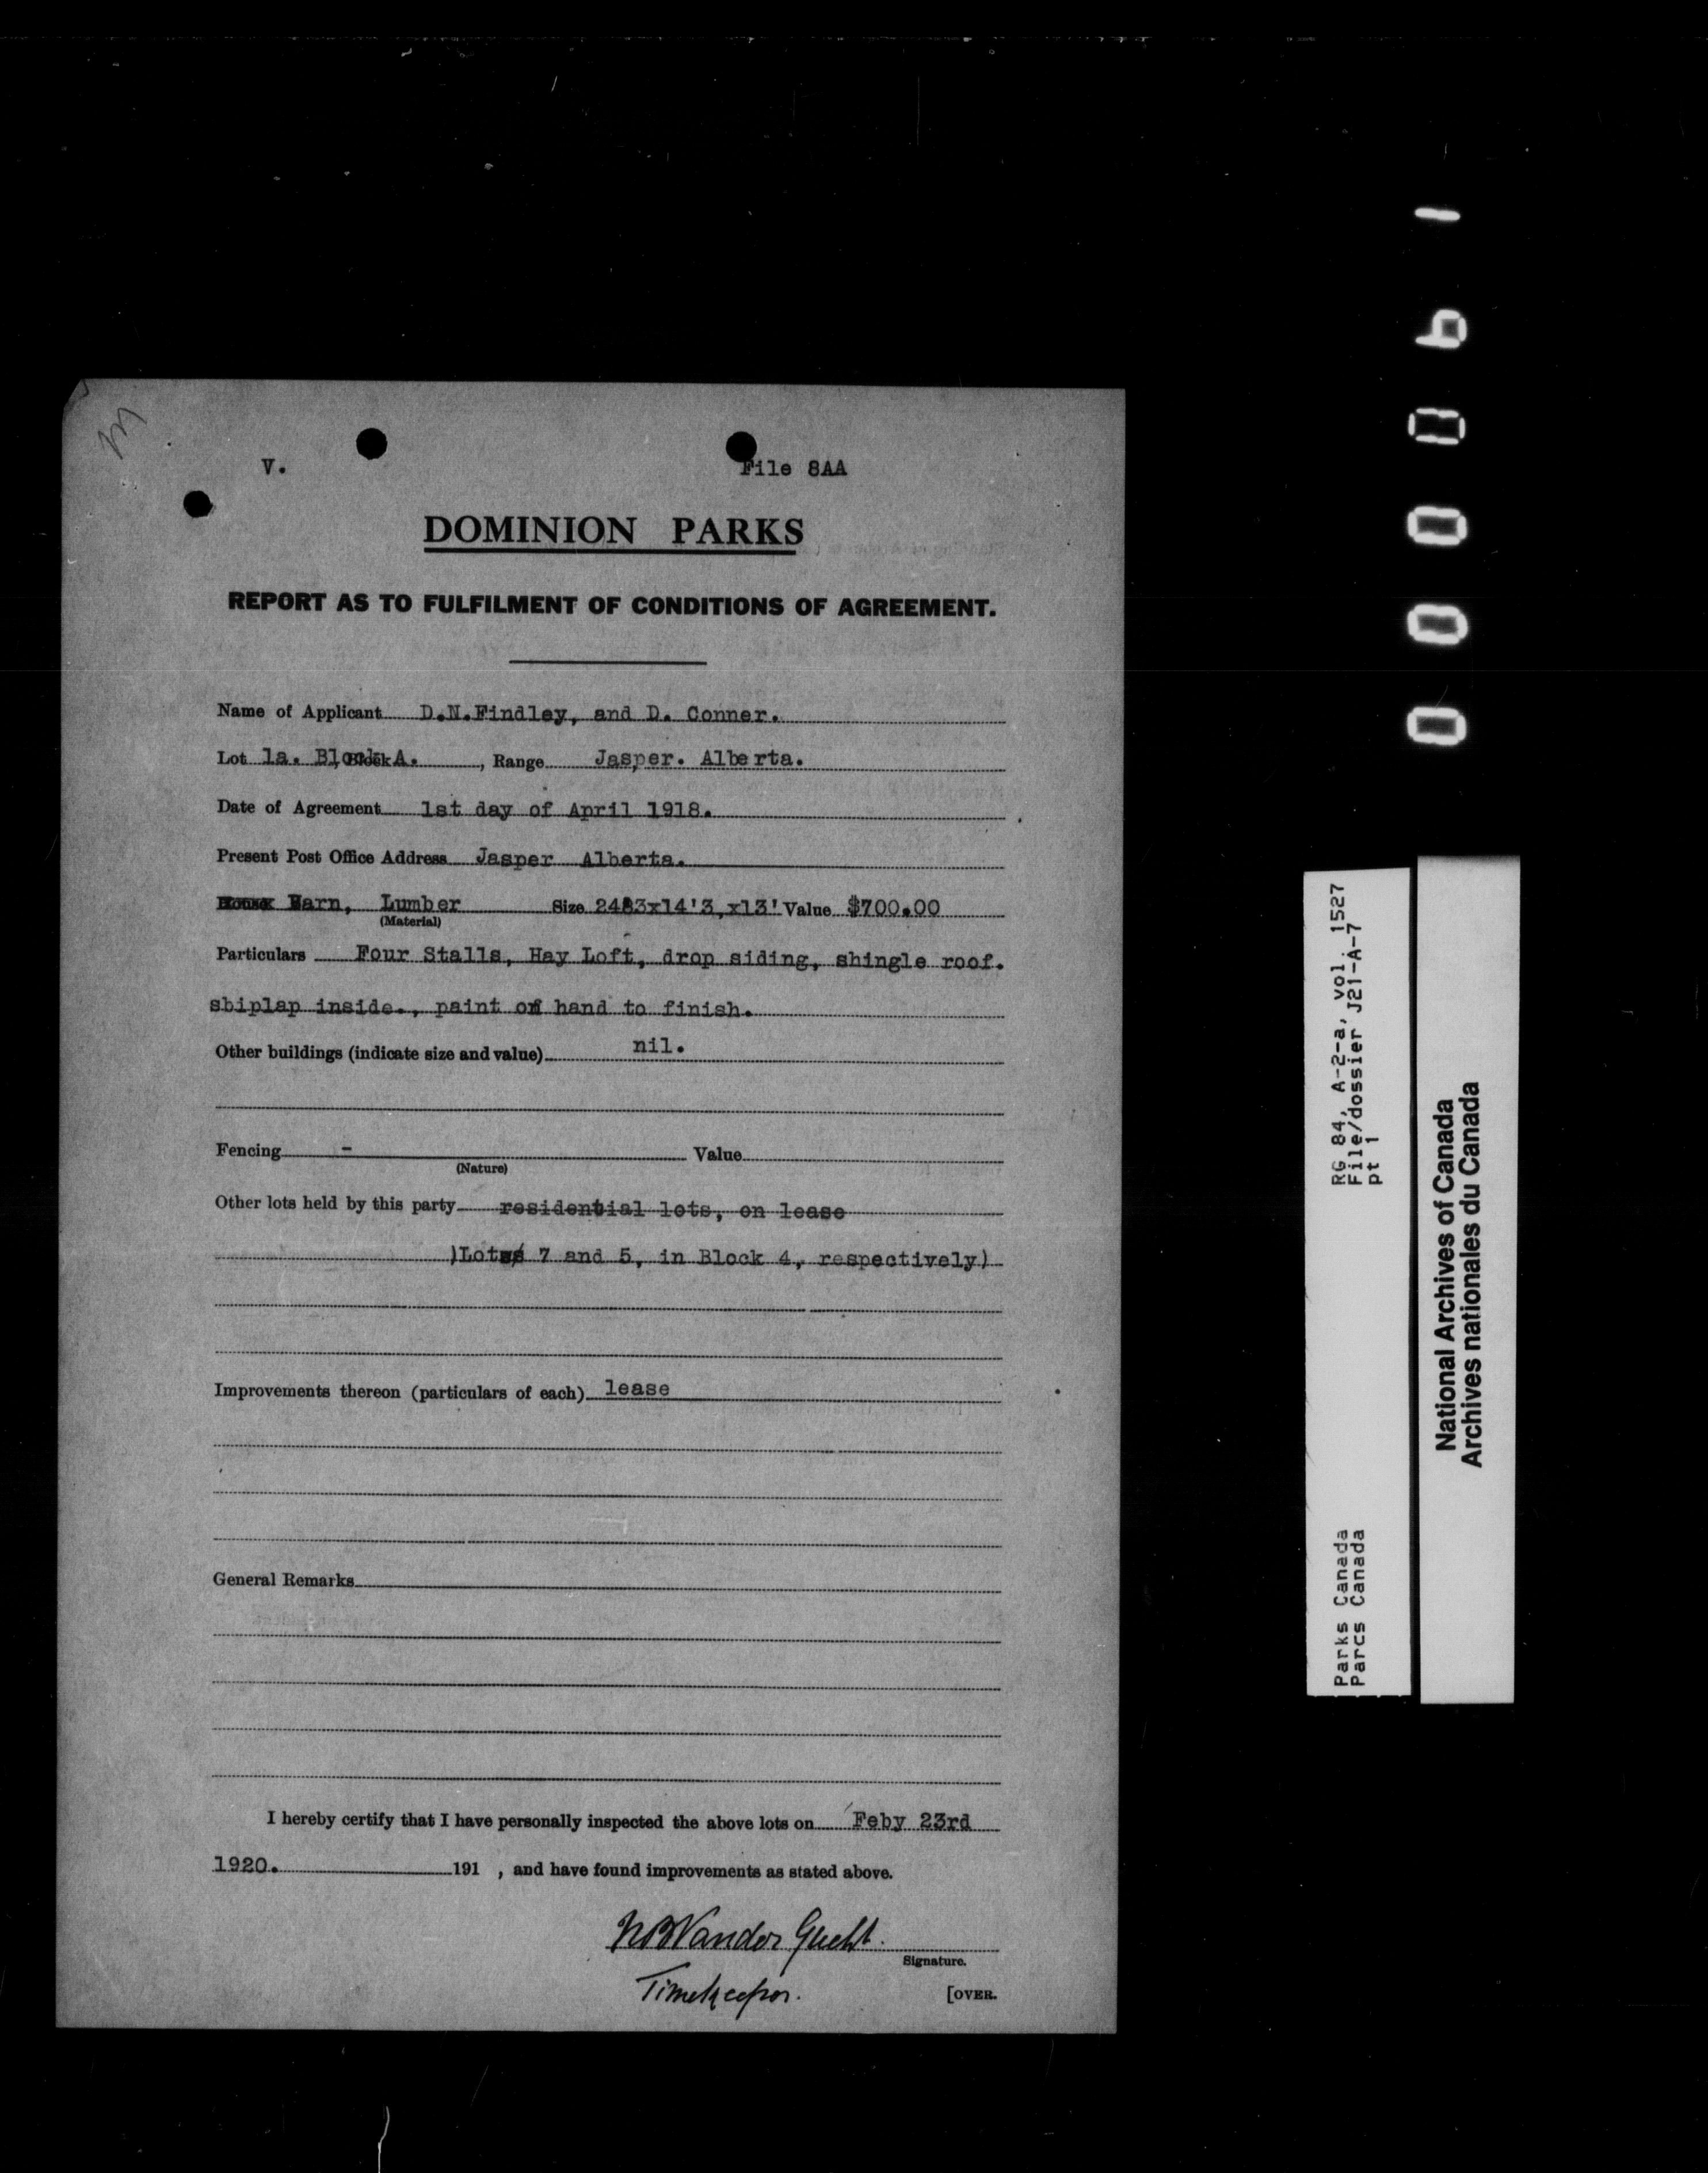 M
V. File 8AA
DOMINION PARKS
REPORT AS TO FULFILMENT OF CONDITIONS OF AGREEMENT.
Name of Applicant D.N.Findley, and D. Conner.
Lot 1a. Block A. , Range Jasper. Alberta.
Date of Agreement 1st day of April 1918.
Present Post Office Address Jasper Alberta.
House Barn, Lumber Size 24'3x14'3,x13' Value $700.00
(Material)
Particulars Four Stalls, Hay Loft, drop siding, shingle roof.
sbiplap inside., paint on hand to finish.
Other buildings (indicate size and value) nil.
Fencing - Value
(Nature)
Other lots held by this party residential lots, on lease
)Lots 7 and 5, in Block 4, respectively)
Improvements thereon (particulars of each) lease
General Remarks
I hereby certify that I have personally inspected the above lots on Feby 23rd
1920. 191 , and have found improvements as stated above.
Vander Gucht.
Signature.
Timekeeper.
[OVER.
RG 84, A-2-a, vol. 1527
File/dossier J21-A-7
pt 1
Parks Canada
Parcs Canada
National Archives of Canada
Archives nationales du Canada
000061